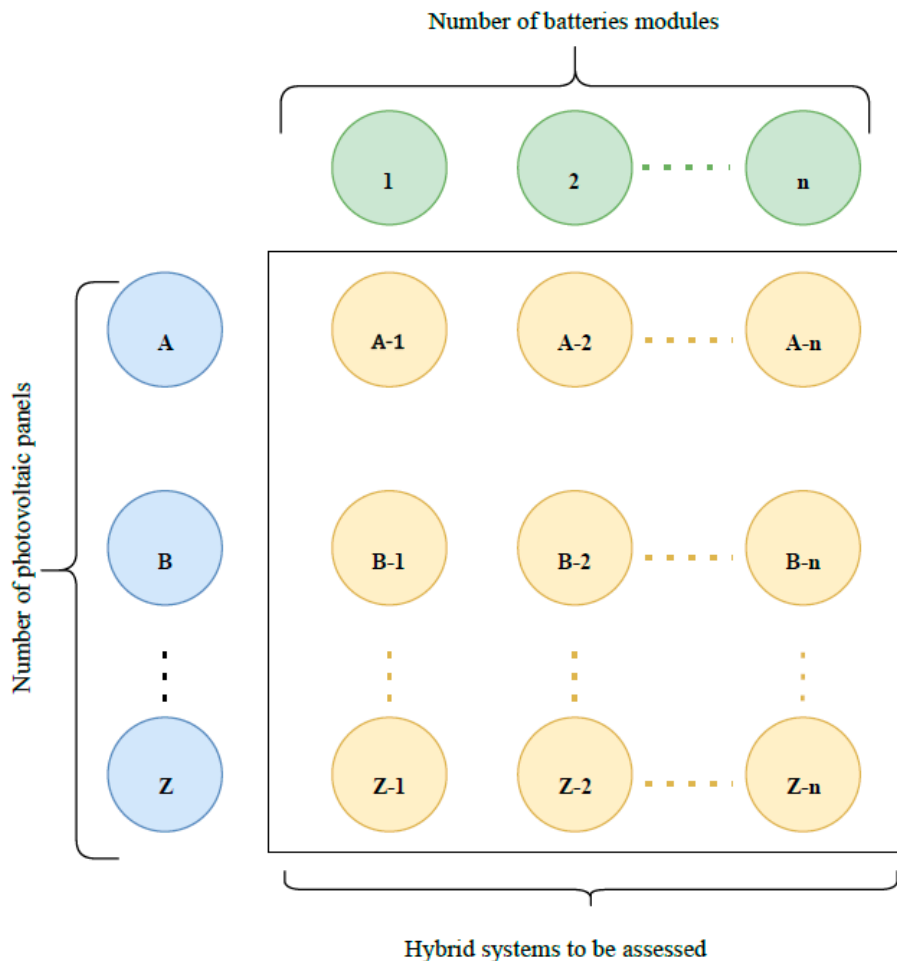 Number of batteries modules
1
2
n
Number of photovoltaic panels
A
A-1
A-2
A-n
B
B-1
B-2
B-n
Z
Z-1
Z-2
Z-n
Hybrid systems to be assessed